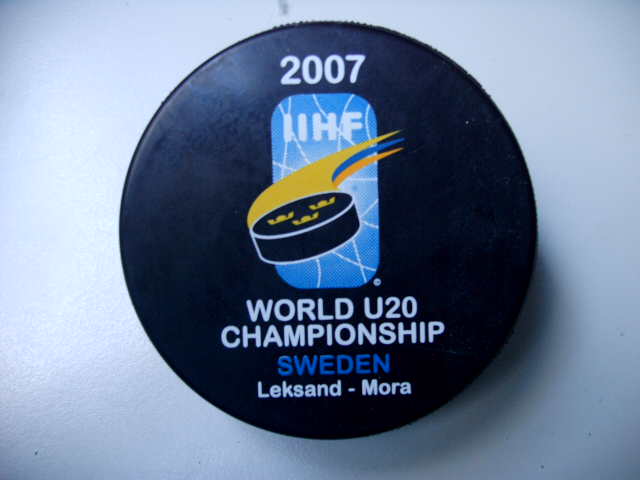 2007
IIHF
©
WORLD U20
CHAMPIONSHIP
SWEDEN
Leksand - Mora